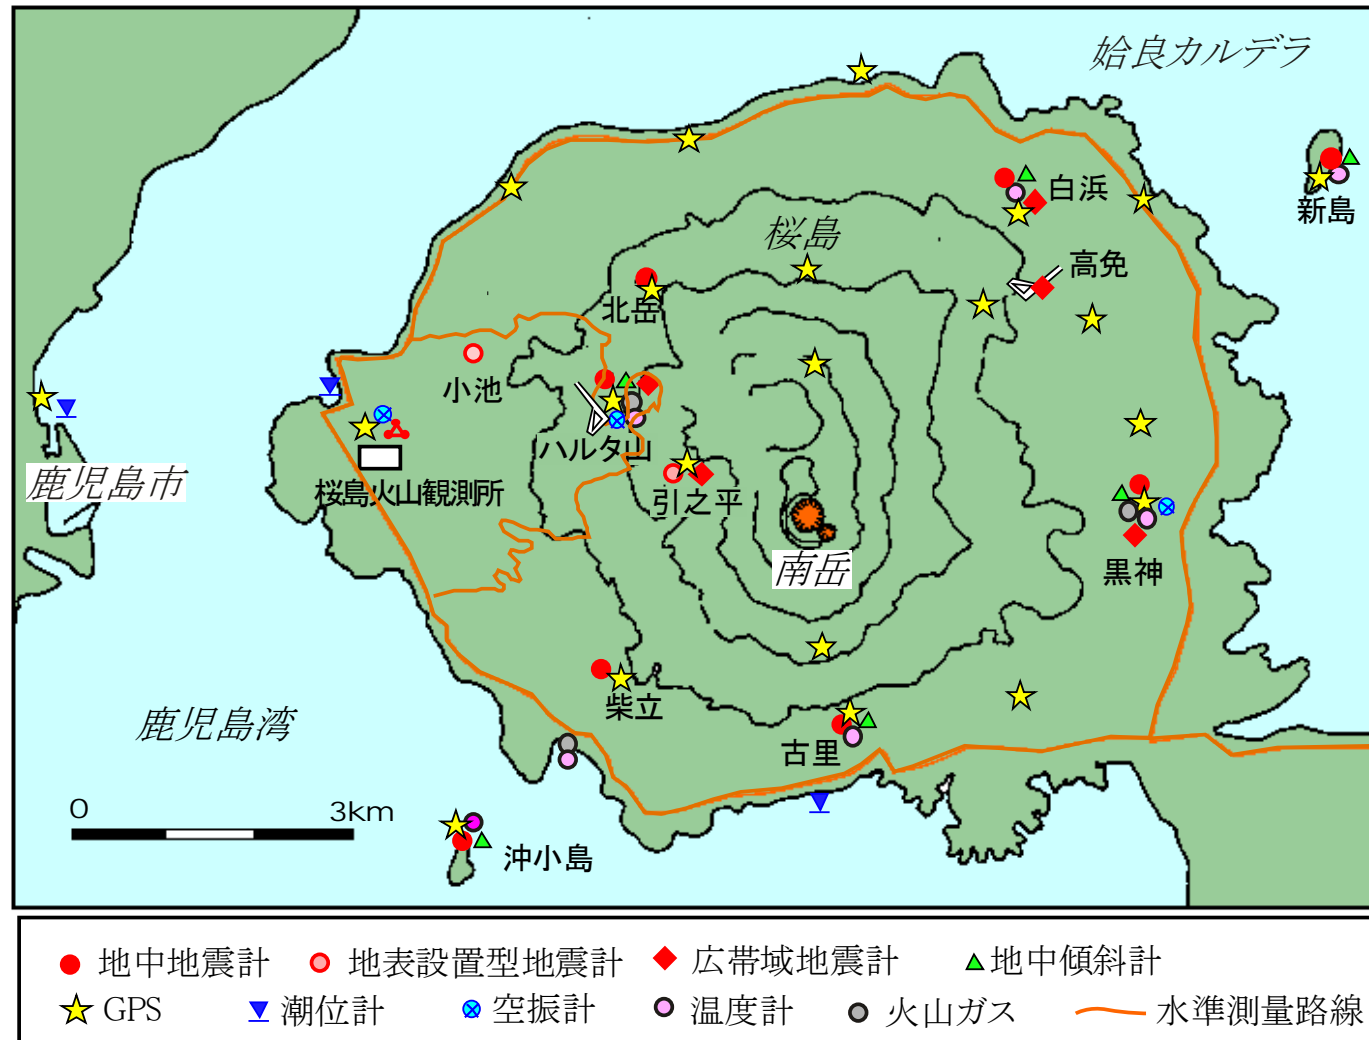 姶良カルデラ
白浜
新島
桜島
高免
北岳
小池
ハルタ山
鹿児島市
桜島火山観測所
引之平
南岳
黒神
柴立
鹿児島湾
古里
0 3km
沖小島
地中地震計 地表設置型地震計 広帯域地震計 地中傾斜計
GPS 潮位計 空振計 温度計 火山ガス 水準測量路線